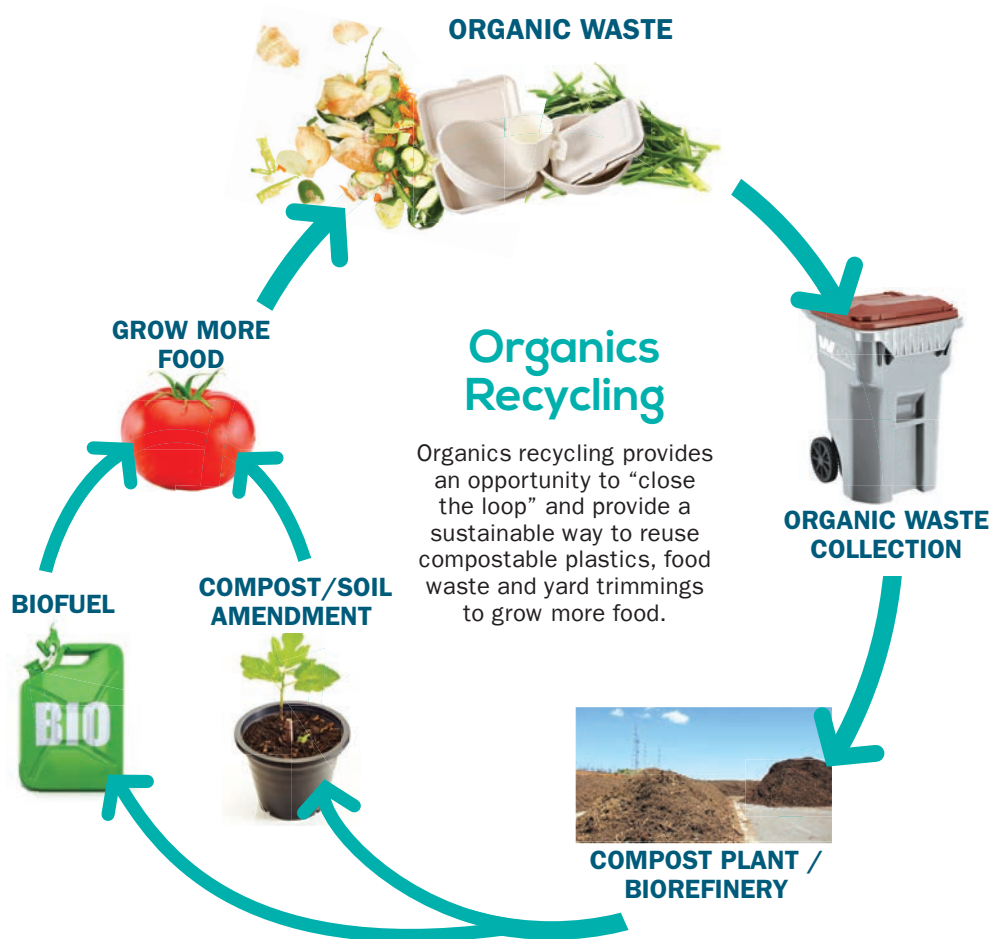 ORGANIC WASTE
GROW MORE
FOOD
Organics
Recycling
Organics recycling provides
an opportunity to “close
the loop” and provide a
sustainable way to reuse
compostable plastics, food
waste and yard trimmings
to grow more food.
ORGANIC WASTE
COLLECTION
BIOFUEL
COMPOST/SOIL
AMENDMENT
BIO
COMPOST PLANT /
BIOREFINERY